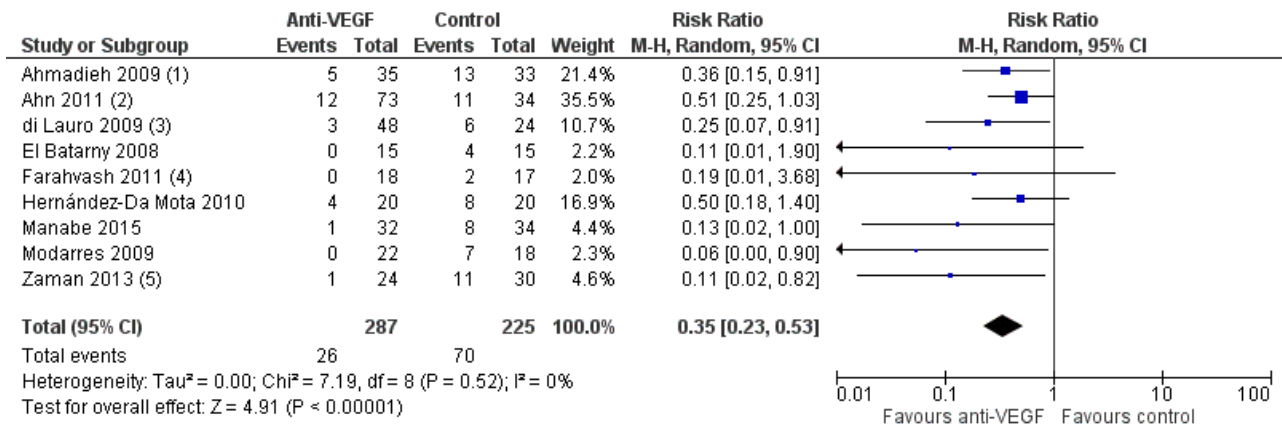 Anti-VEGF Control Risk Ratio Risk Ratio
Study or Subgroup Events Total Events Total Weight M-H, Random, 95% CI M-H, Random, 95% CI
Ahmadieh 2009 (1) 5 35 13 33 21.4% 0.36 [0.15, 0.91]
Ahn 2011 (2) 12 73 11 34 35.5% 0.51 [0.25, 1.03]
di Lauro 2009 (3) 3 48 6 24 10.7% 0.25 [0.07, 0.91]
El Batarny 2008 0 15 4 15 2.2% 0.11 [0.01, 1.90]
Farahvash 2011 (4) 0 18 2 17 2.0% 0.19 [0.01, 3.68]
Hernández-Da Mota 2010 4 20 8 20 16.9% 0.50 [0.18, 1.40]
Manabe 2015 1 32 8 34 4.4% 0.13 [0.02, 1.00]
Modarres 2009 0 22 7 18 2.3% 0.06 [0.00, 0.90]
Zaman 2013 (5) 1 24 11 30 4.6% 0.11 [0.02, 0.82]
Total (95% CI) 287 225 100.0% 0.35 [0.23, 0.53]
Total events 26 70
Heterogeneity: Tau² = 0.00; Chi² = 7.19, df = 8 (P = 0.52); I² = 0%
Test for overall effect: Z = 4.91 (P < 0.00001)
0.01 0.1 1 10 100
Favours anti-VEGF Favours control